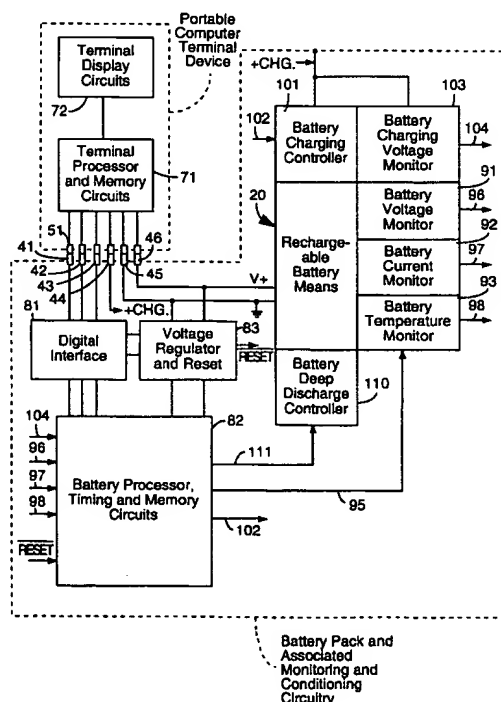 Portable
Computer
Terminal
Device
Terminal
Display
Circuits
72
Terminal
Processor
and Memory
Circuits
71
+CHG.
101
103
102
Battery
Charging
Controller
Battery
Charging
Voltage
Monitor
104
91
Battery
Voltage
Monitor
96
92
20
Recharge-
able
Battery
Means
Battery
Current
Monitor
97
93
Battery
Temperature
Monitor
98
51
41
42
43
44
46
45
V+
+CHG.
81
Digital
Interface
Voltage
Regulator
and Reset
83
RESET
Battery
Deep
Discharge
Controller
110
82
104
96
97
98
RESET
Battery Processor,
Timing and Memory
Circuits
111
95
102
Battery Pack and
Associated
Monitoring and
Conditioning
Circuitry